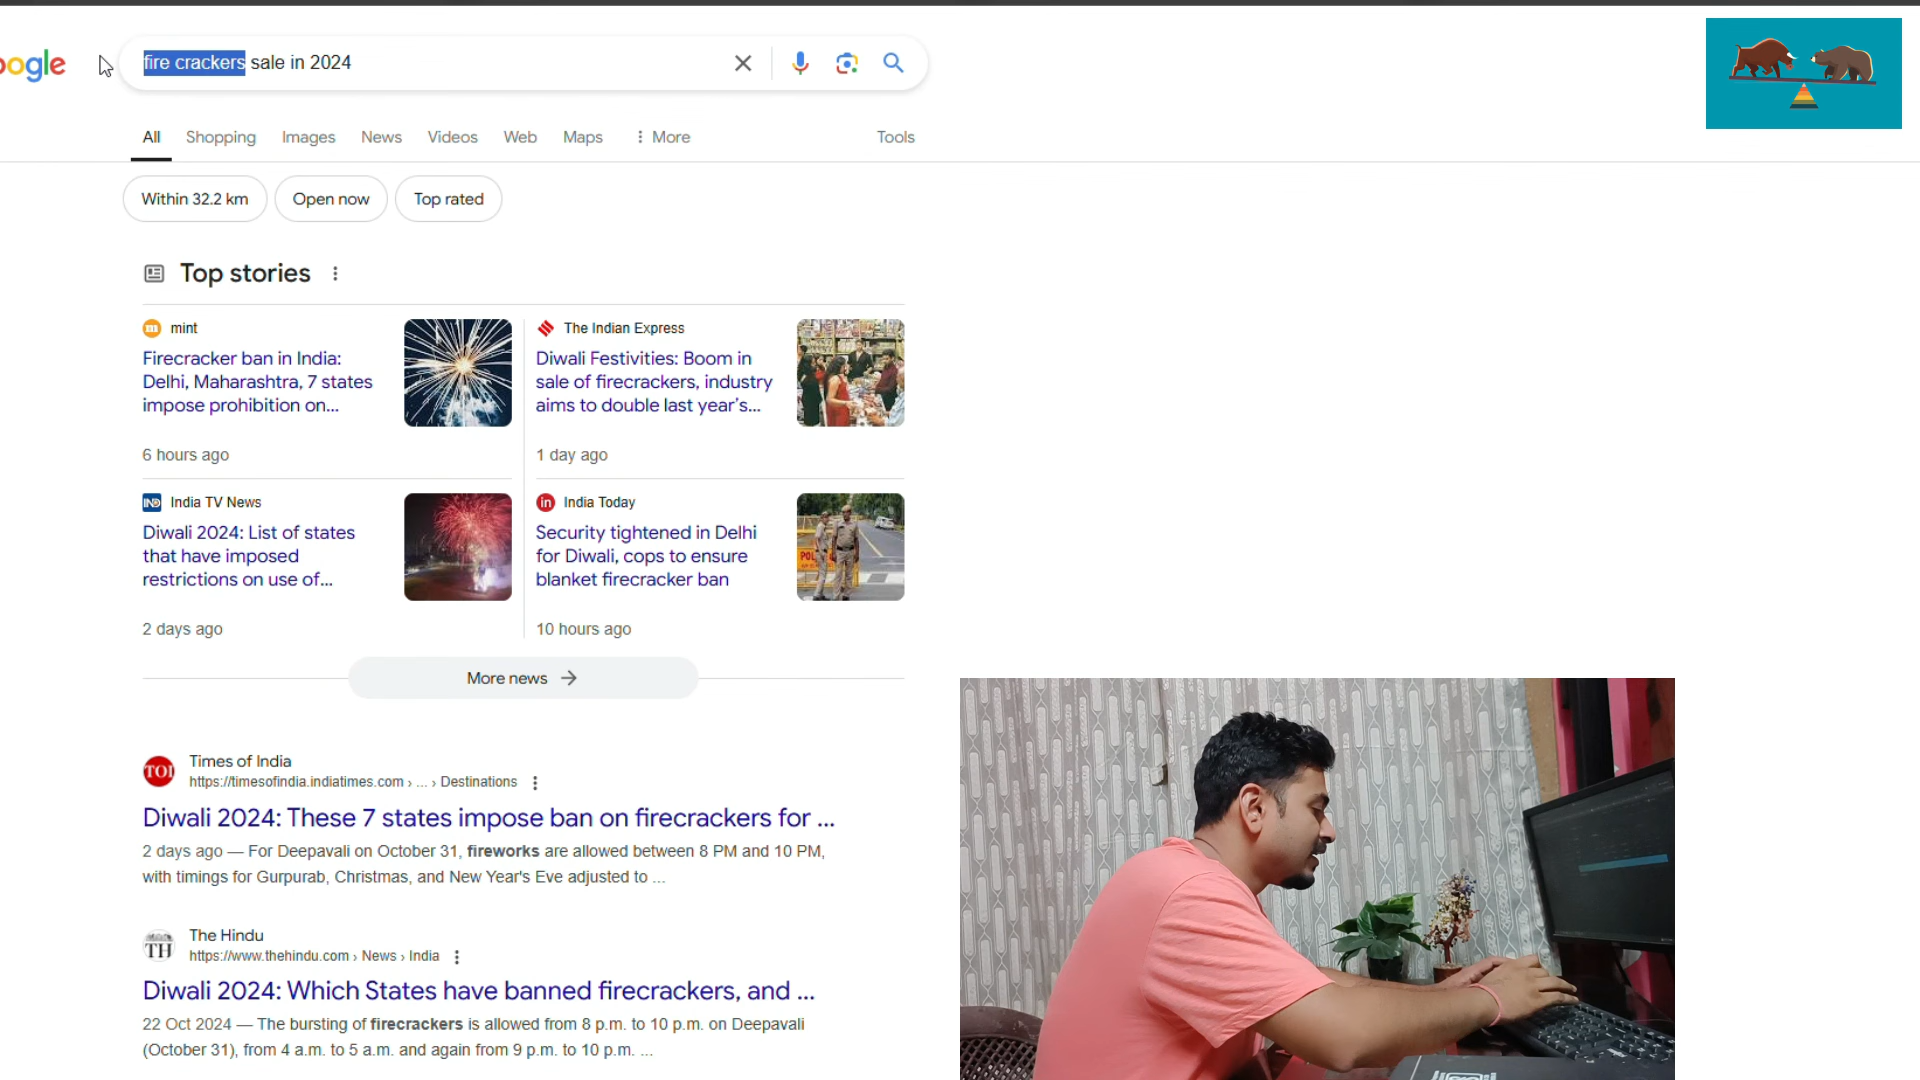 oogle
fire crackers sale in 2024
All Shopping Images News Videos Web Maps More Tools
Within 32.2 km Open now Top rated
Top stories
mint
Firecracker ban in India:
Delhi, Maharashtra, 7 states
impose prohibition on...
6 hours ago
The Indian Express
Diwali Festivities: Boom in
sale of firecrackers, industry
aims to double last year's...
1 day ago
IND India TV News
Diwali 2024: List of states
that have imposed
restrictions on use of...
2 days ago
in India Today
Security tightened in Delhi
for Diwali, cops to ensure
blanket firecracker ban
10 hours ago
More news
TOI Times of India
https://timesofindia.indiatimes.com › ... › Destinations
Diwali 2024: These 7 states impose ban on firecrackers for ...
2 days ago — For Deepavali on October 31, fireworks are allowed between 8 PM and 10 PM,
with timings for Gurpurab, Christmas, and New Year's Eve adjusted to ...
TH The Hindu
https://www.thehindu.com › News › India
Diwali 2024: Which States have banned firecrackers, and ...
22 Oct 2024 — The bursting of firecrackers is allowed from 8 p.m. to 10 p.m. on Deepavali
(October 31), from 4 a.m. to 5 a.m. and again from 9 p.m. to 10 p.m. ...